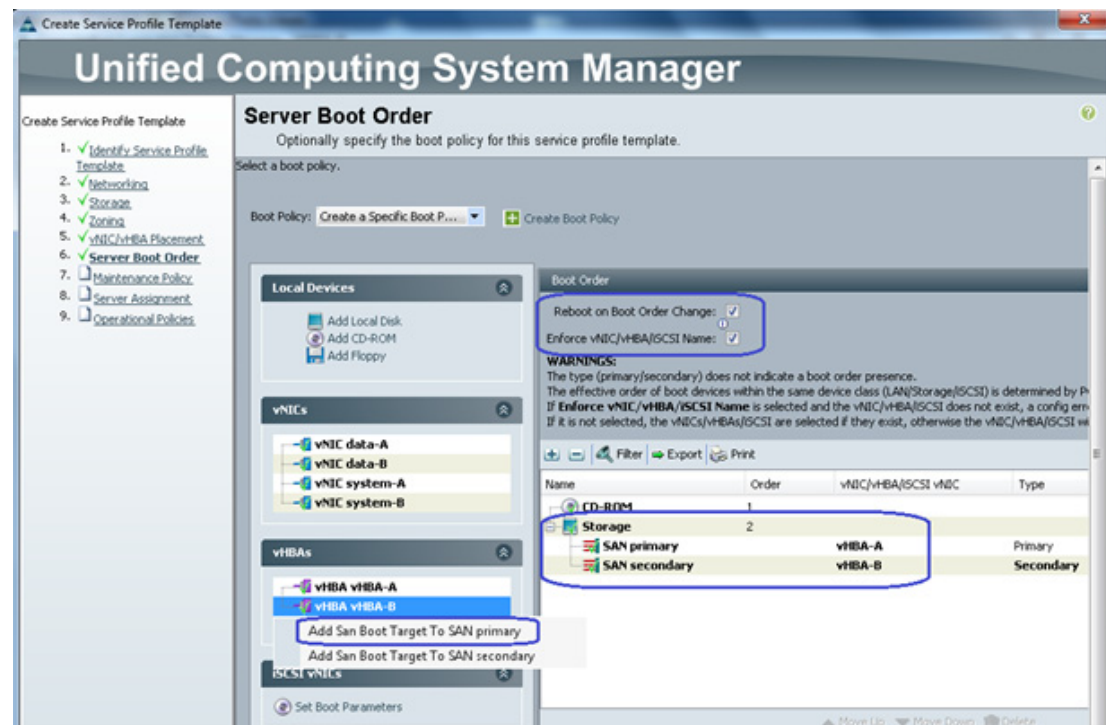 Create Service Profile Template
Unified Computing System Manager
Create Service Profile Template
1. Identify Service Profile
Template
2. Networking
3. Storage
4. Zoning
5. vNIC/vHBA Placement
6. Server Boot Order
7. Maintenance Policy
8. Server Assignment
9. Operational Policies
Server Boot Order
Optionally specify the boot policy for this service profile template.
Select a boot policy.
Boot Policy: Create a Specific Boot P... Create Boot Policy
Local Devices
Add Local Disk
Add CD-ROM
Add Floppy
vNICs
vNIC data-A
vNIC data-B
vNIC system-A
vNIC system-B
vHBAs
vHBA vHBA-A
vHBA vHBA-B
Add San Boot Target To SAN primary
Add San Boot Target To SAN secondary
iSCSI vNICs
Set Boot Parameters
Boot Order
Reboot on Boot Order Change:
Enforce vNIC/vHBA/iSCSI Name:
WARNINGS:
The type (primary/secondary) does not indicate a boot order presence.
The effective order of boot devices within the same device class (LAN/Storage/iSCSI) is determined by
If Enforce vNIC/vHBA/iSCSI Name is selected and the vNIC/vHBA/iSCSI does not exist, a config
If it is not selected, the vNICs/vHBAs/iSCSI are selected if they exist, otherwise the vNIC/vHBA/iSCSI
Filter Export Print
Name Order vNIC/vHBA/iSCSI vNIC Type
CD-ROM 1
Storage 2
SAN primary vHBA-A Primary
SAN secondary vHBA-B Secondary
Move Up Move Down Delete